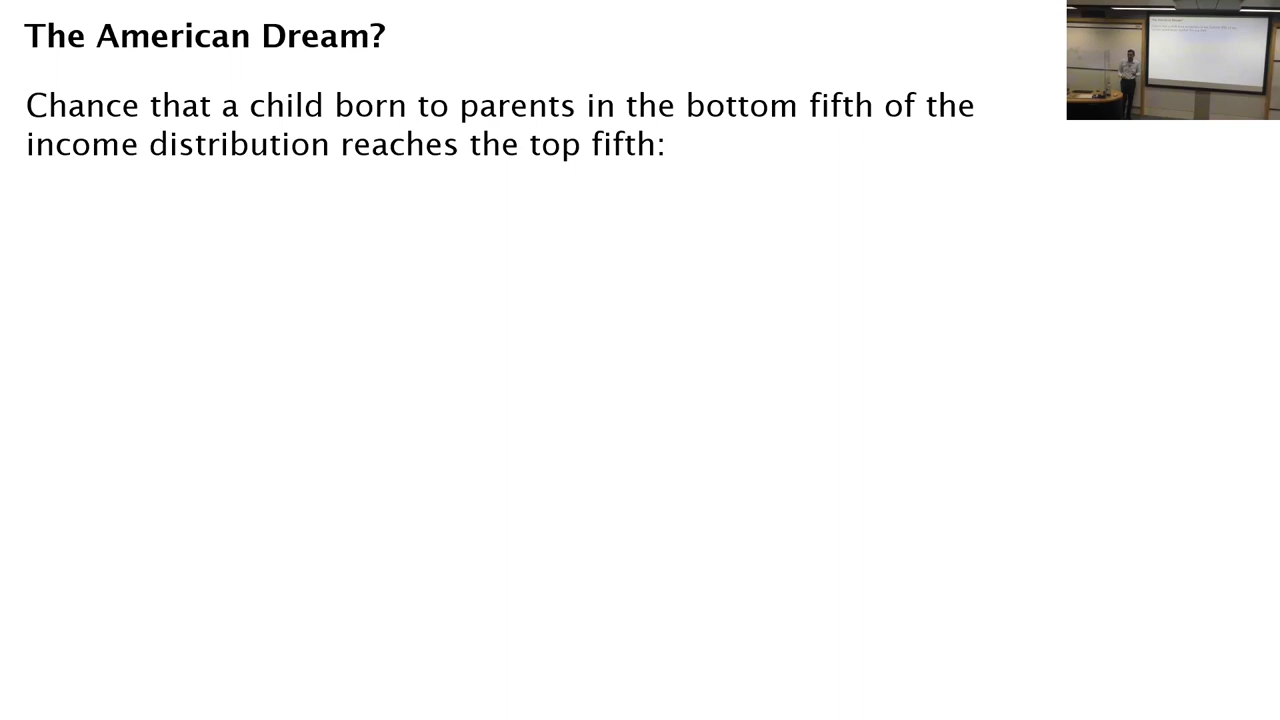 The American Dream?
Chance that a child born to parents in the bottom fifth of the
income distribution reaches the top fifth: